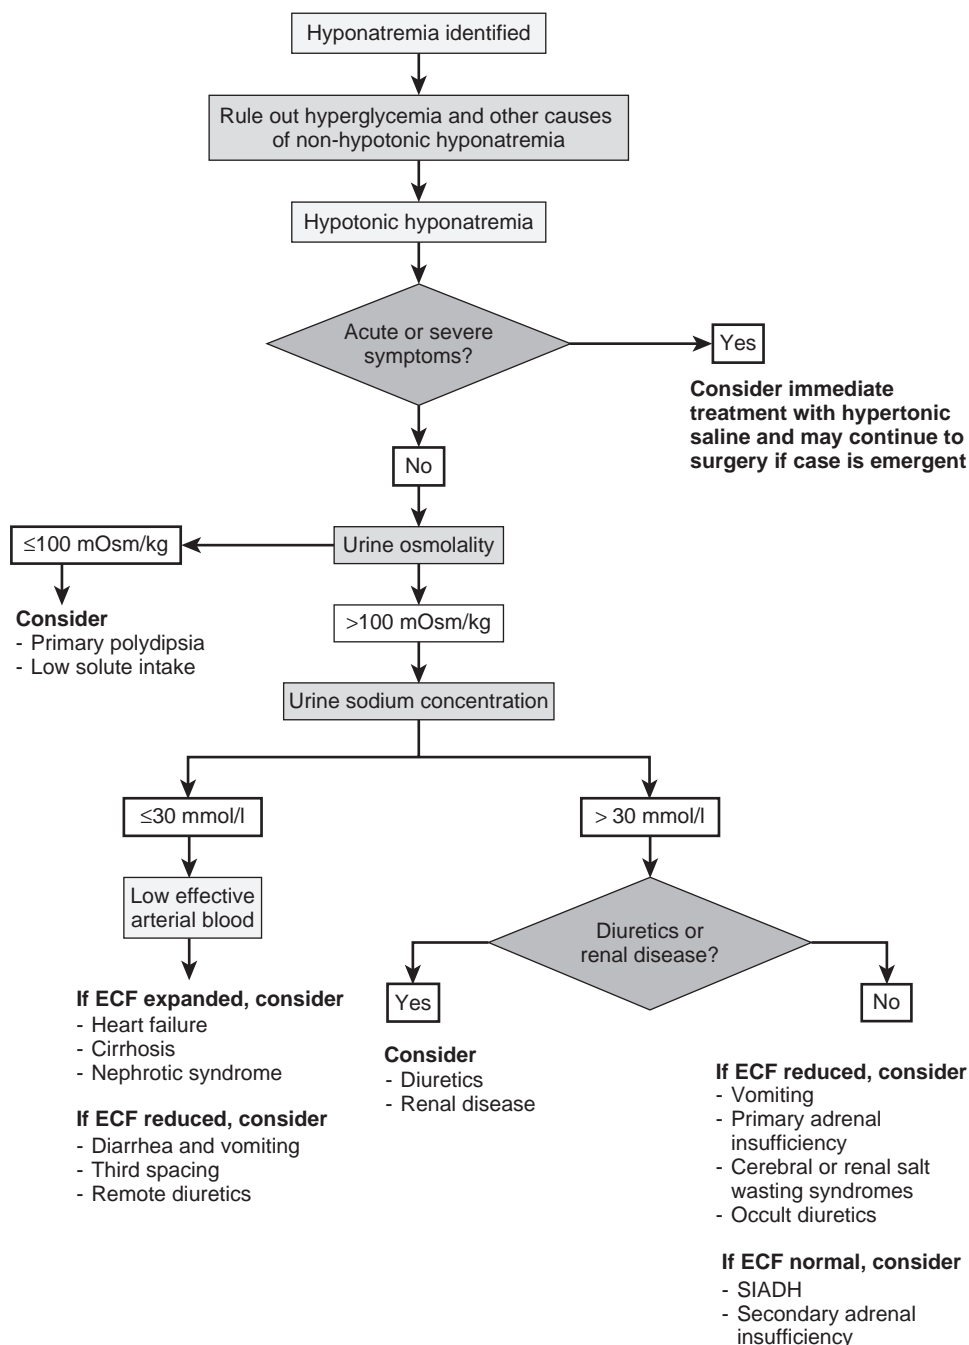 Hyponatremia identified
Rule out hyperglycemia and other causes
of non-hypotonic hyponatremia
Hypotonic hyponatremia
Acute or severe
symptoms?
Yes
Consider immediate
treatment with hypertonic
saline and may continue to
surgery if case is emergent
No
Urine osmolality
≤100 mOsm/kg
Consider
- Primary polydipsia
- Low solute intake
>100 mOsm/kg
Urine sodium concentration
≤30 mmol/l
Low effective
arterial blood
If ECF expanded, consider
- Heart failure
- Cirrhosis
- Nephrotic syndrome
If ECF reduced, consider
- Diarrhea and vomiting
- Third spacing
- Remote diuretics
> 30 mmol/l
Diuretics or
renal disease?
Yes
Consider
- Diuretics
- Renal disease
No
If ECF reduced, consider
- Vomiting
- Primary adrenal
insufficiency
- Cerebral or renal salt
wasting syndromes
- Occult diuretics
If ECF normal, consider
- SIADH
- Secondary adrenal
insufficiency